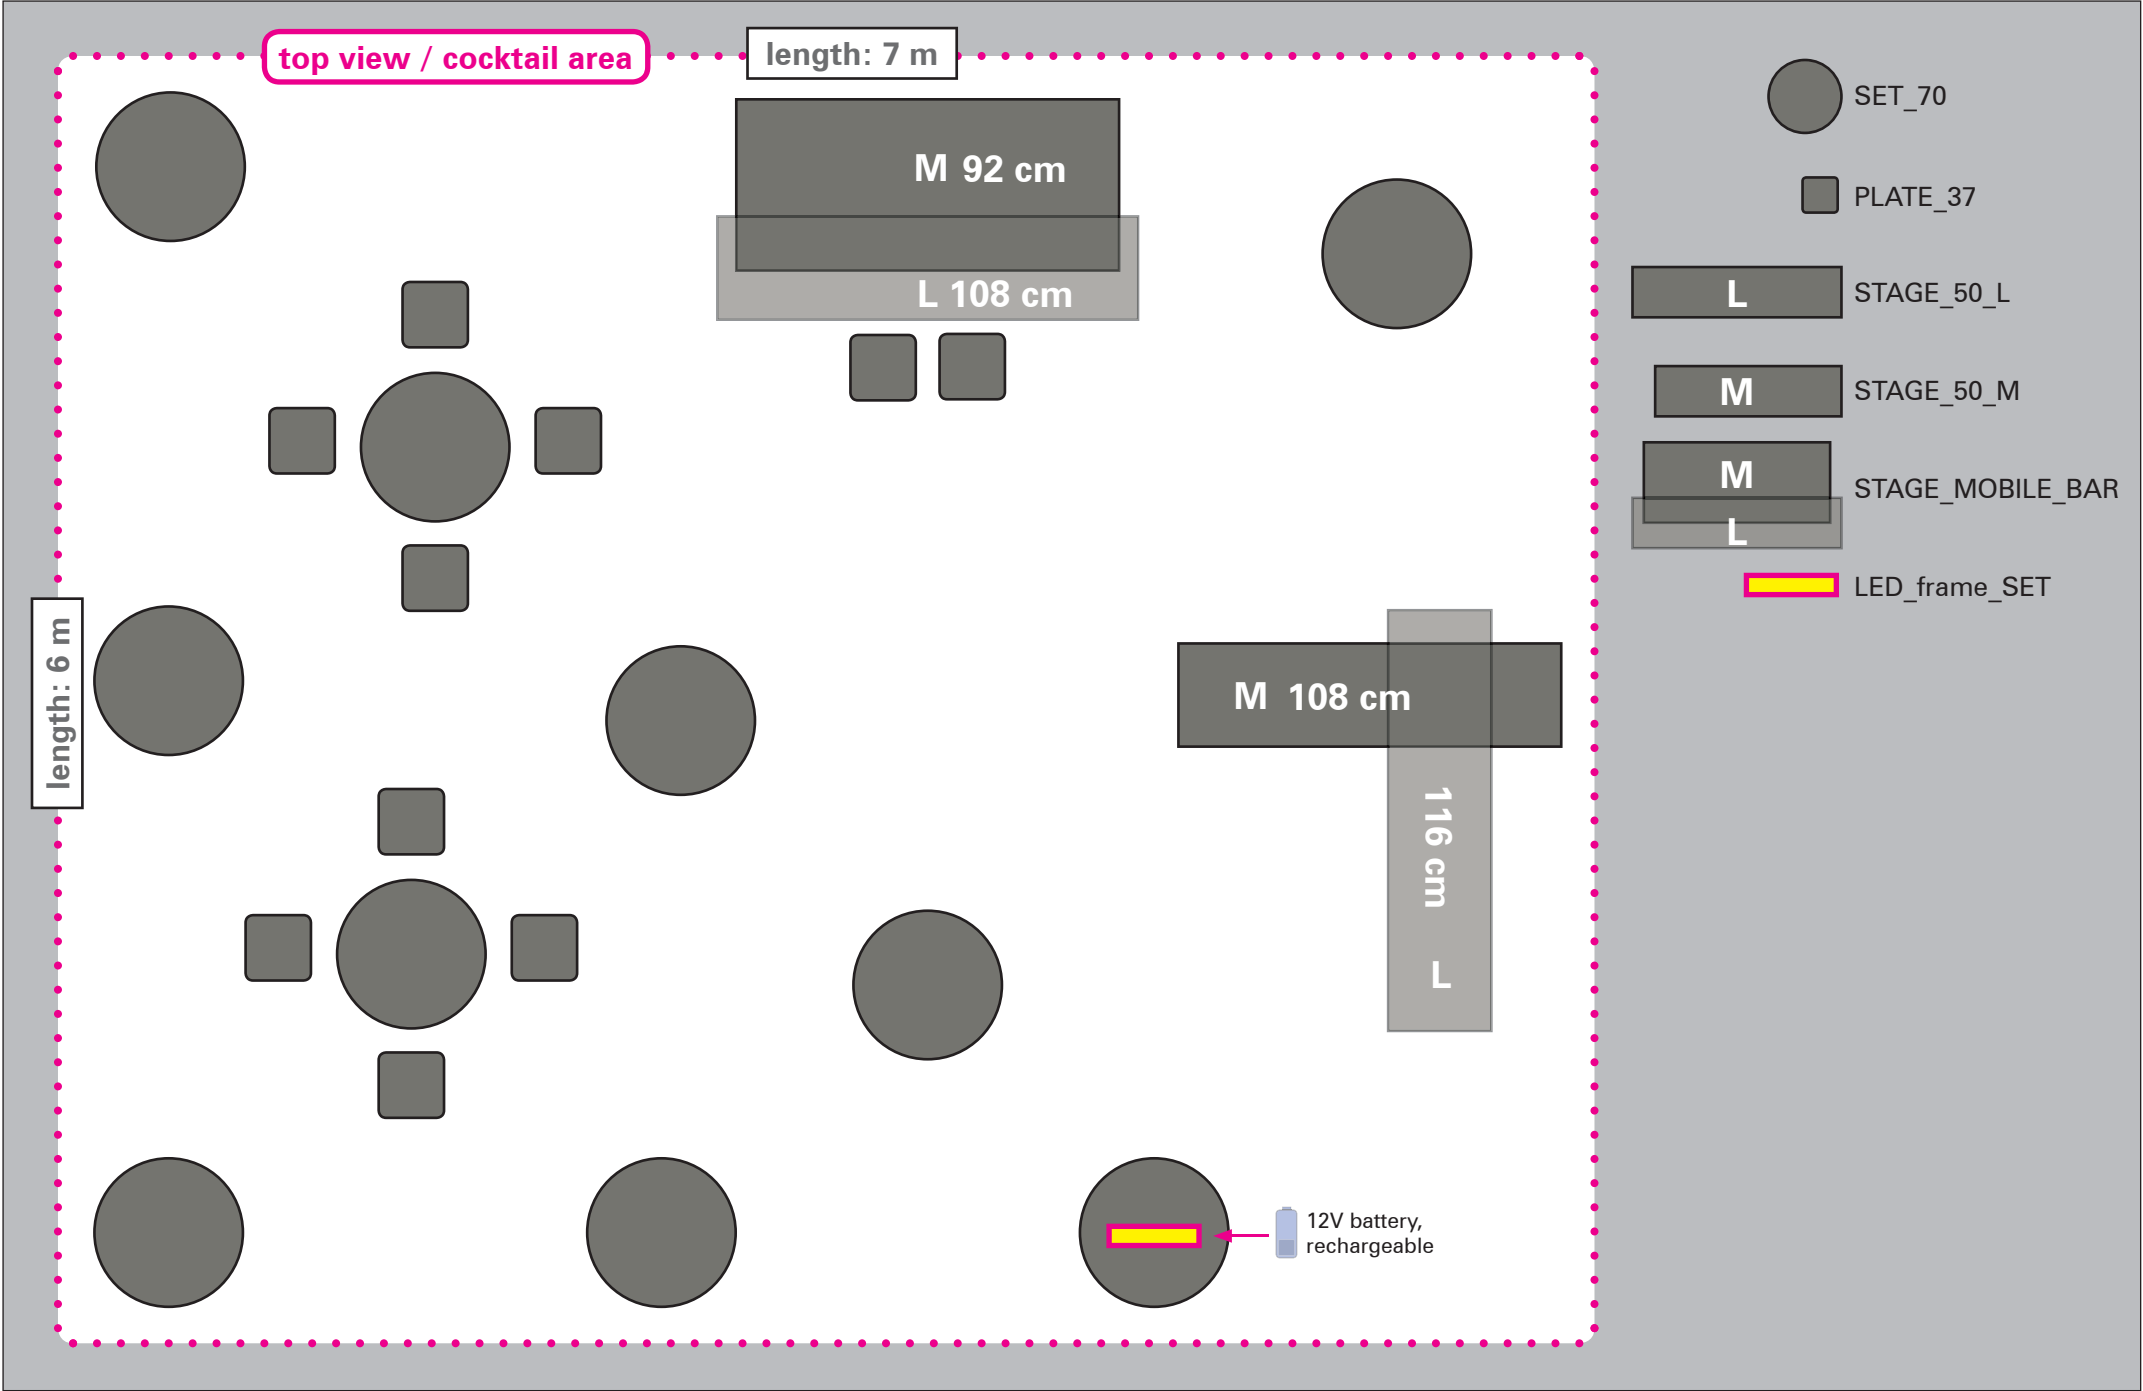 top view / cocktail area
length: 7 m
M 92 cm
L 108 cm
length: 6 m
M 108 cm
116 cm L
12V battery,
rechargeable
SET_70
PLATE_37
L STAGE_50_L
M STAGE_50_M
M
STAGE_MOBILE_BAR
L
LED_frame_SET